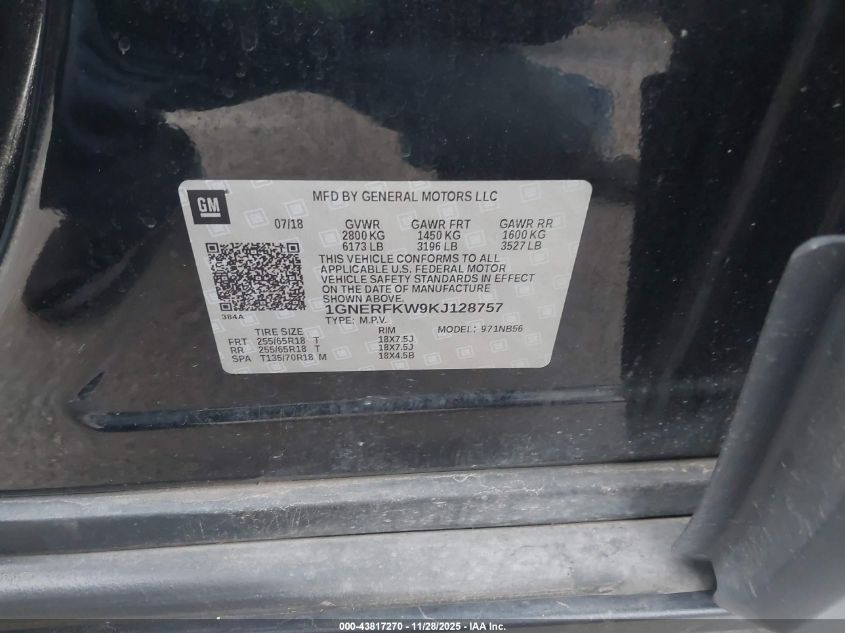 GM
MFD BY GENERAL MOTORS LLC
07/18 GVWR GAWR FRT GAWR RR
2800 KG 1450 KG 1600 KG
6173 LB 3196 LB 3527 LB
THIS VEHICLE CONFORMS TO ALL
APPLICABLE U.S. FEDERAL MOTOR
VEHICLE SAFETY STANDARDS IN EFFECT
ON THE DATE OF MANUFACTURE
SHOWN ABOVE.
384A 1GNERFKW9KJ128757
TYPE: M.P.V. MODEL: 971NB56
TIRE SIZE RIM
FRT 255/65R18 T 18X7.5J
RR 255/65R18 T 18X7.5J
SPA T135/70R18 M 18X4.5B
000-43817270 - 11/28/2025 - IAA Inc.